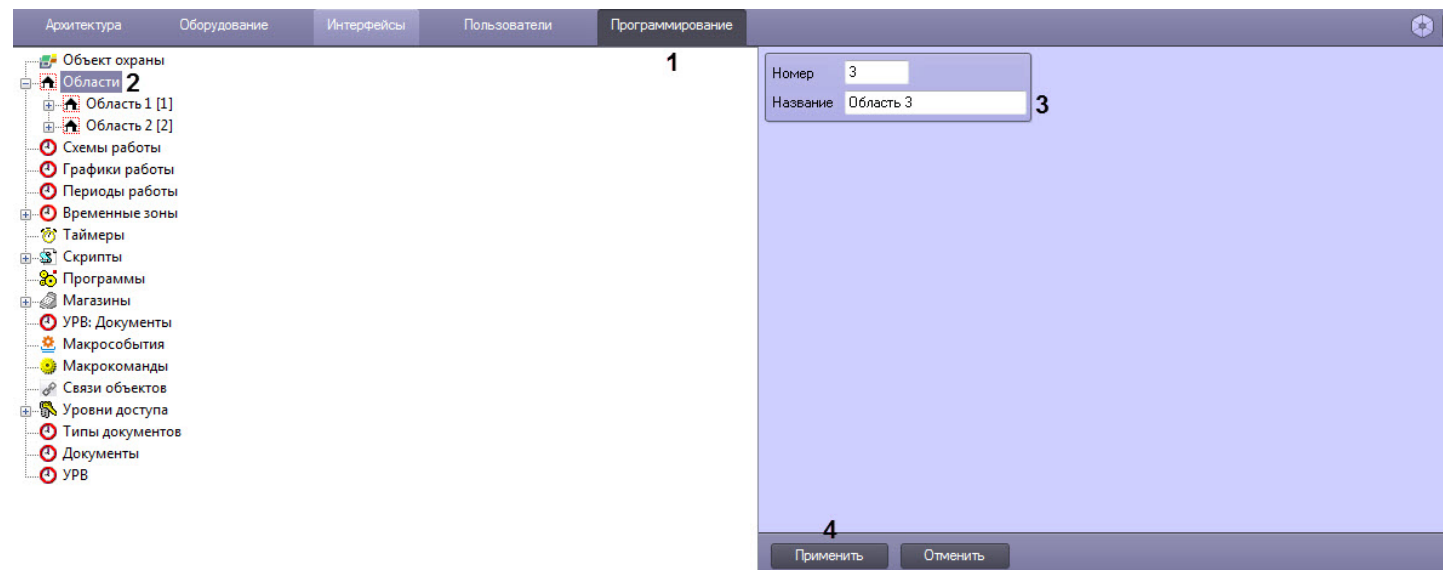 Архитектура Оборудование Интерфейсы Пользователи Программирование
1
Объект охраны
Области 2
Область 1 [1]
Область 2 [2]
Схемы работы
Графики работы
Периоды работы
Временные зоны
Таймеры
Скрипты
Программы
Магазины
УРВ: Документы
Макрособытия
Макрокоманды
Связи объектов
Уровни доступа
Типы документов
Документы
УРВ
Номер 3
Название Область 3 3
4
Применить Отменить